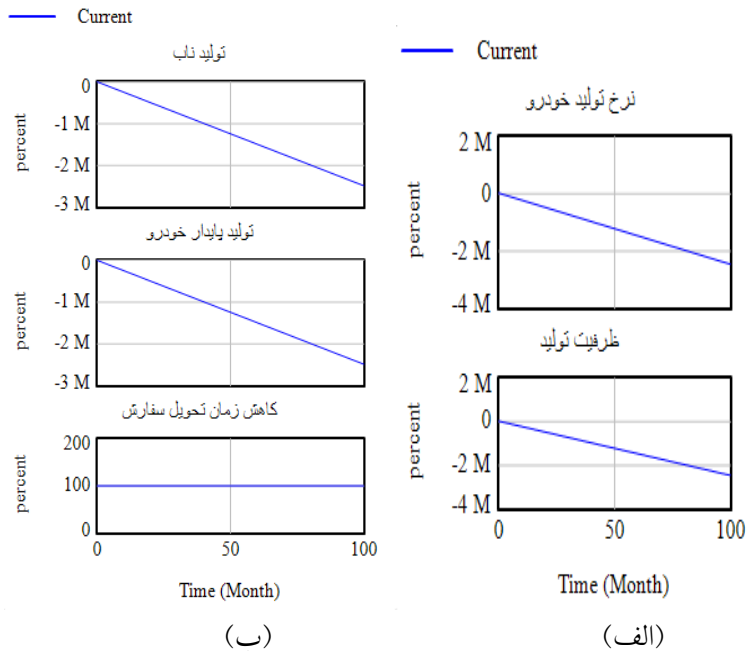 Current
تولید ناب
percent
0
-1 M
-2 M
-3 M
تولید پایدار خودرو
percent
0
-1 M
-2 M
-3 M
کاهش زمان تحویل سفارش
percent
200
100
0
0 50 100
Time (Month)
(ب)
Current
نرخ تولید خودرو
percent
2 M
0
-2 M
-4 M
ظرفیت تولید
percent
2 M
0
-2 M
-4 M
0 50 100
Time (Month)
(الف)